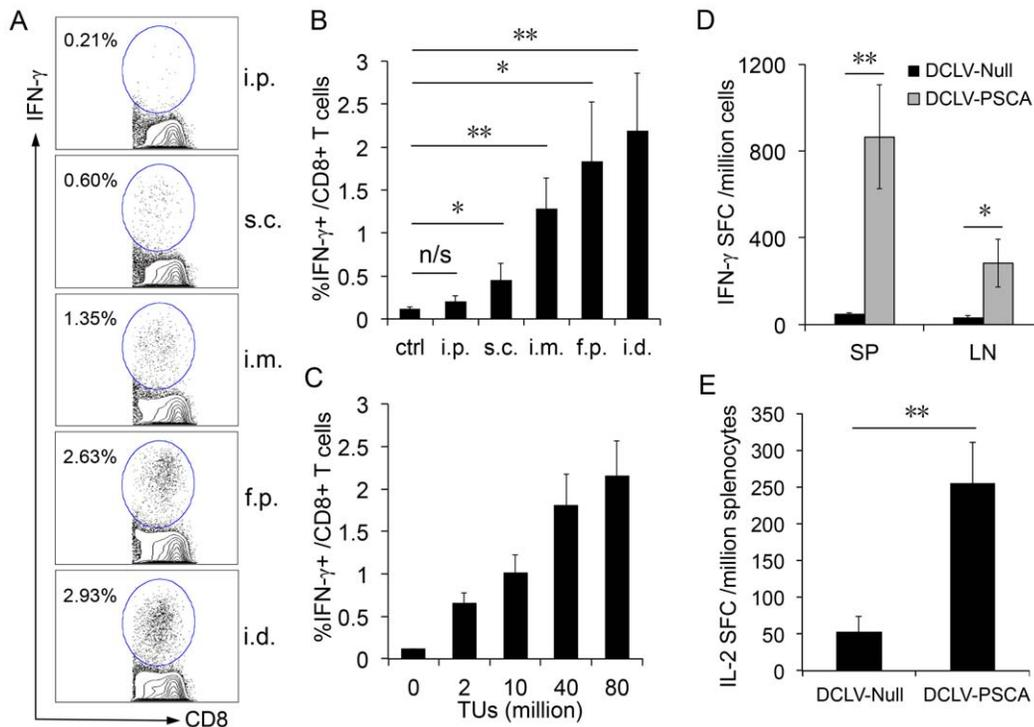 A
IFN-γ
0.21%
i.p.
0.60%
s.c.
1.35%
i.m.
2.63%
f.p.
2.93%
i.d.
CD8
B
%IFN-γ+ /CD8+ T cells
3
2.5
2
1.5
1
0.5
0
**
*
**
*
n/s
ctrl i.p. s.c. i.m. f.p. i.d.
C
%IFN-γ+ /CD8+ T cells
3
2.5
2
1.5
1
0.5
0
0 2 10 40 80
TUs (million)
D
IFN-γ SFC /million cells
1200
800
400
0
**
*
DCLV-Null
DCLV-PSCA
SP LN
E
IL-2 SFC /million splenocytes
350
300
250
200
150
100
50
0
**
DCLV-Null DCLV-PSCA